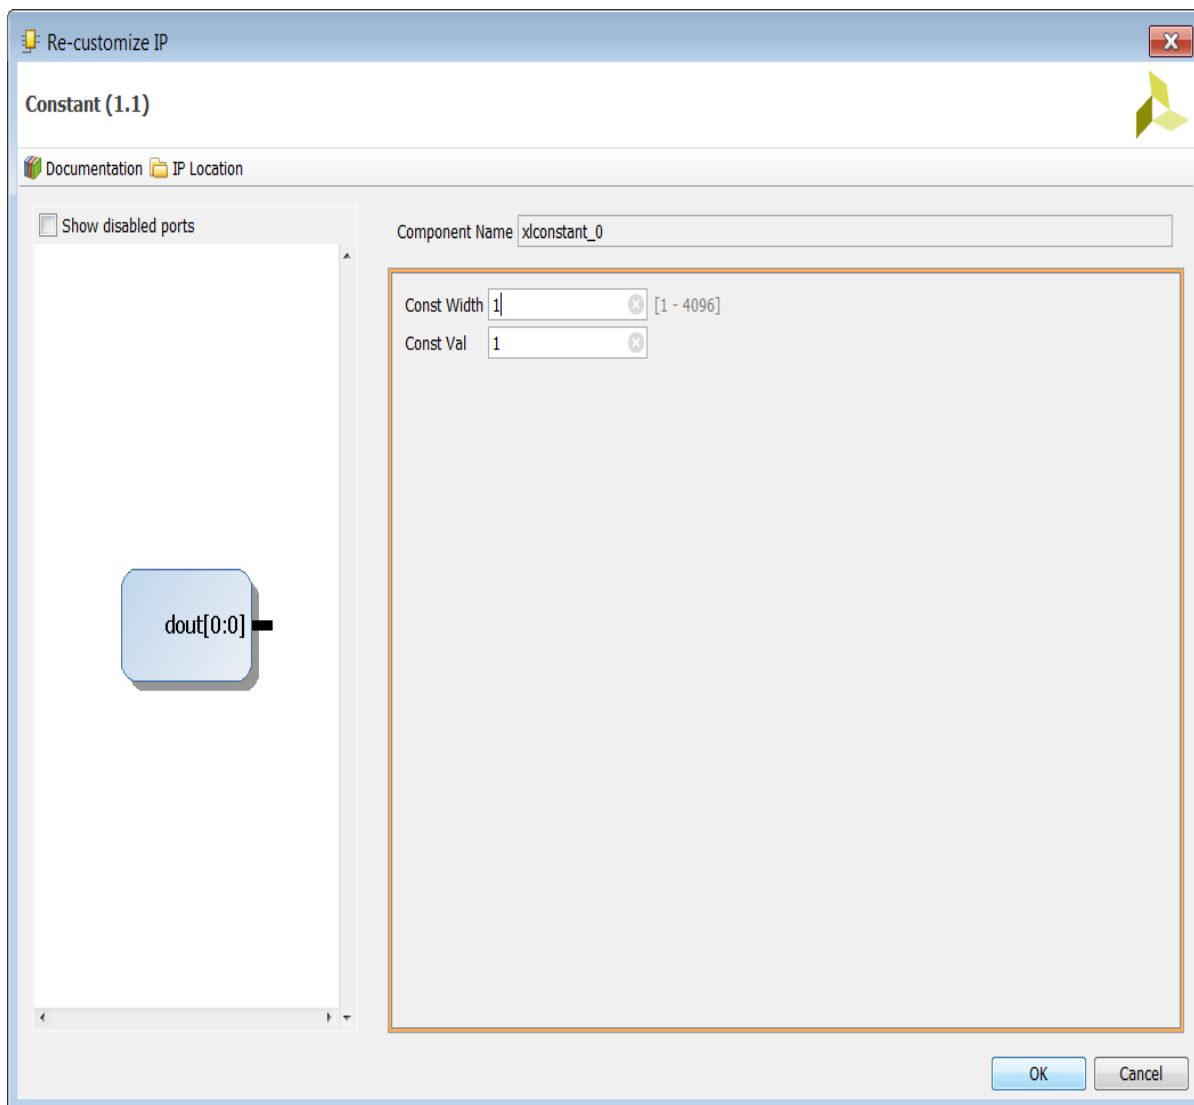 Re-customize IP
Constant (1.1)
Documentation IP Location
Show disabled ports
Component Name xlconstant_0
Const Width 1 [1 - 4096]
Const Val 1
dout[0:0]
OK Cancel